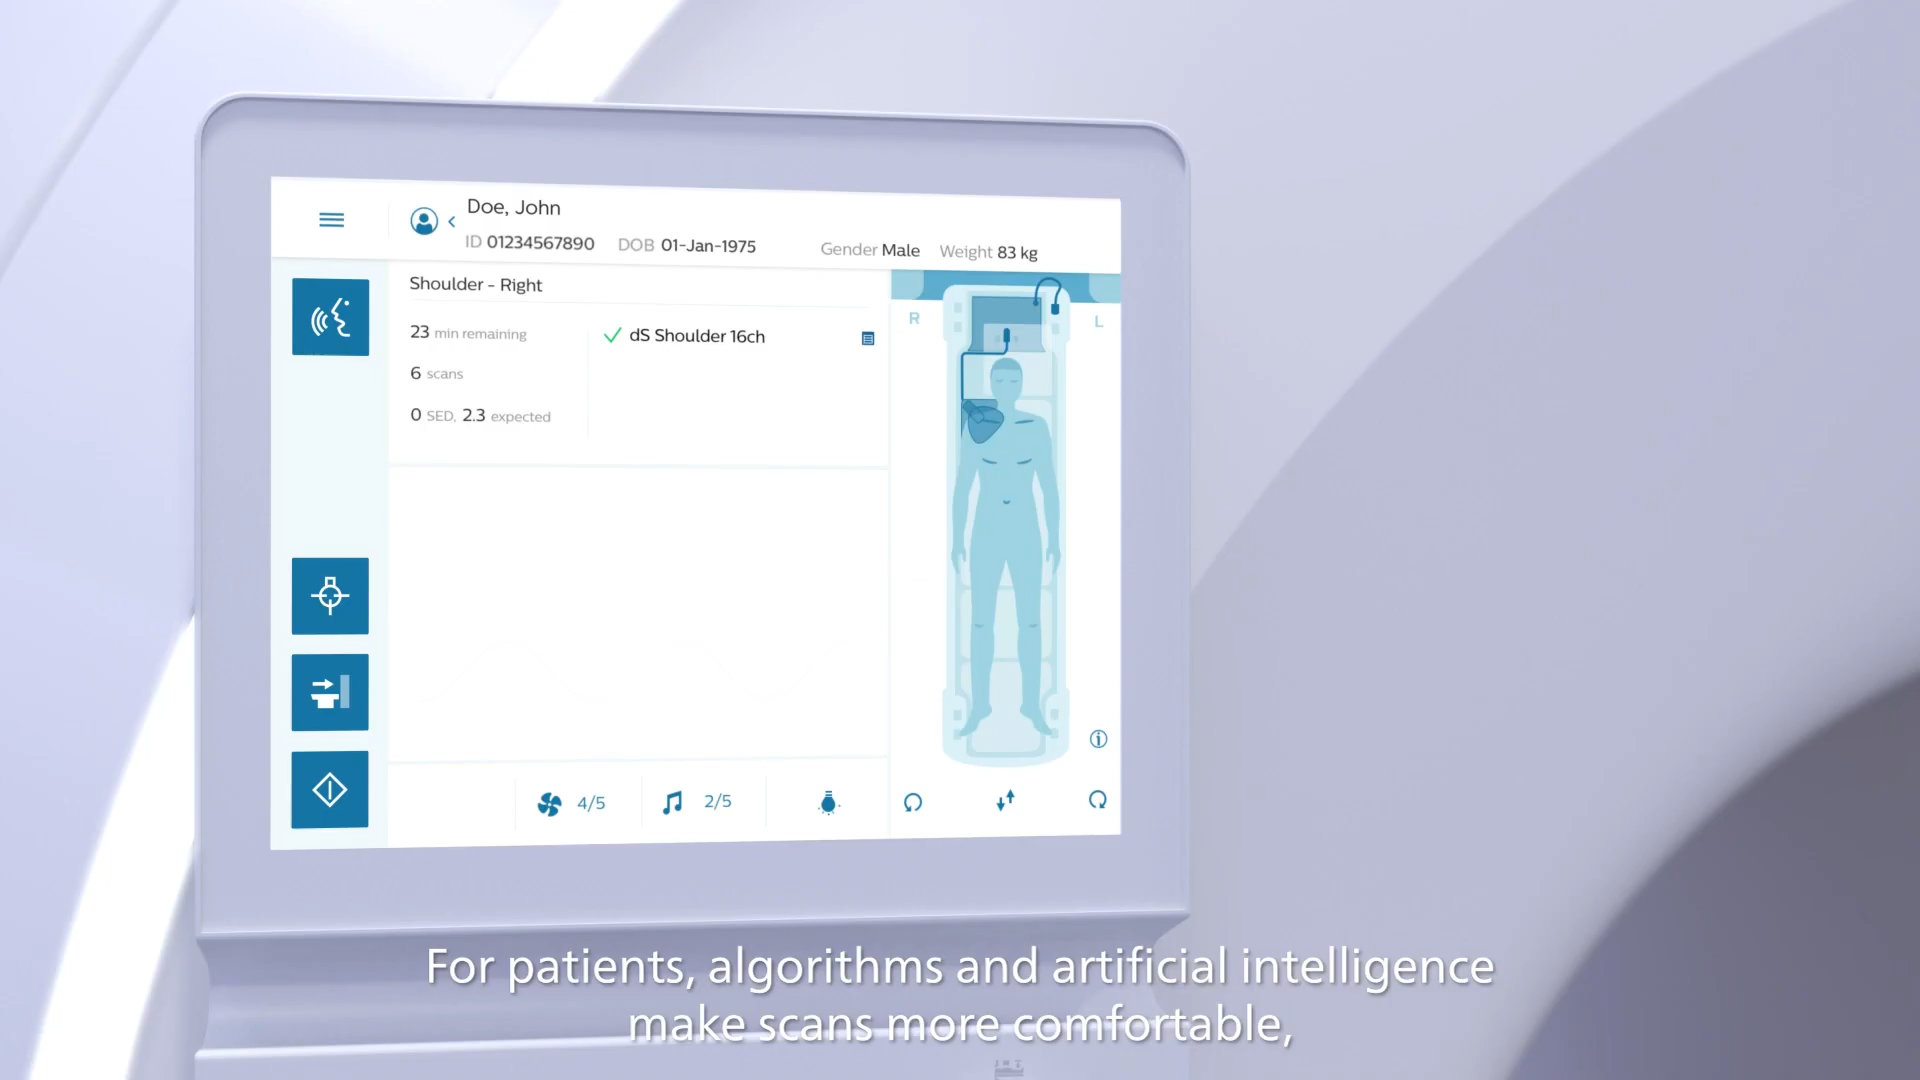 Doe, John
ID 01234567890 DOB 01-Jan-1975 Gender Male Weight 83 kg
Shoulder - Right
23 min remaining
6 scans
0 SED, 2.3 expected
dS Shoulder 16ch
R
L
4/5
2/5
For patients, algorithms and artificial intelligence
make scans more comfortable,